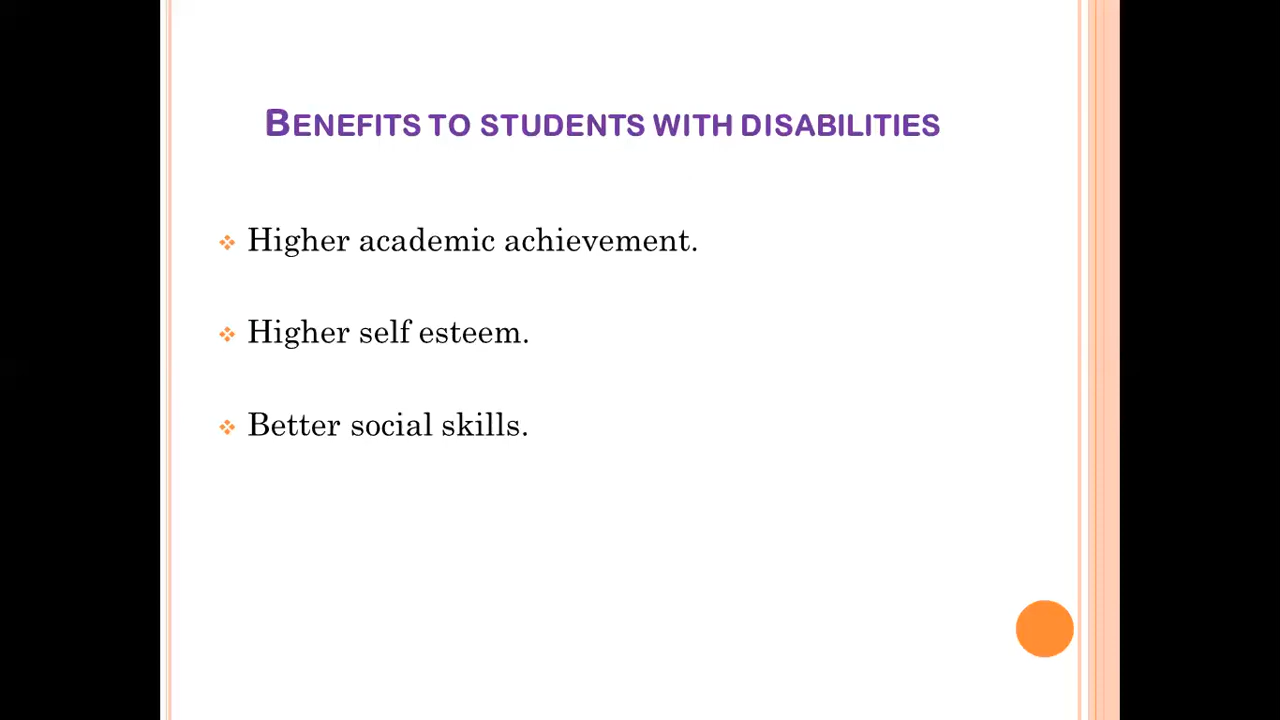 BENEFITS TO STUDENTS WITH DISABILITIES
Higher academic achievement.
Higher self esteem.
Better social skills.